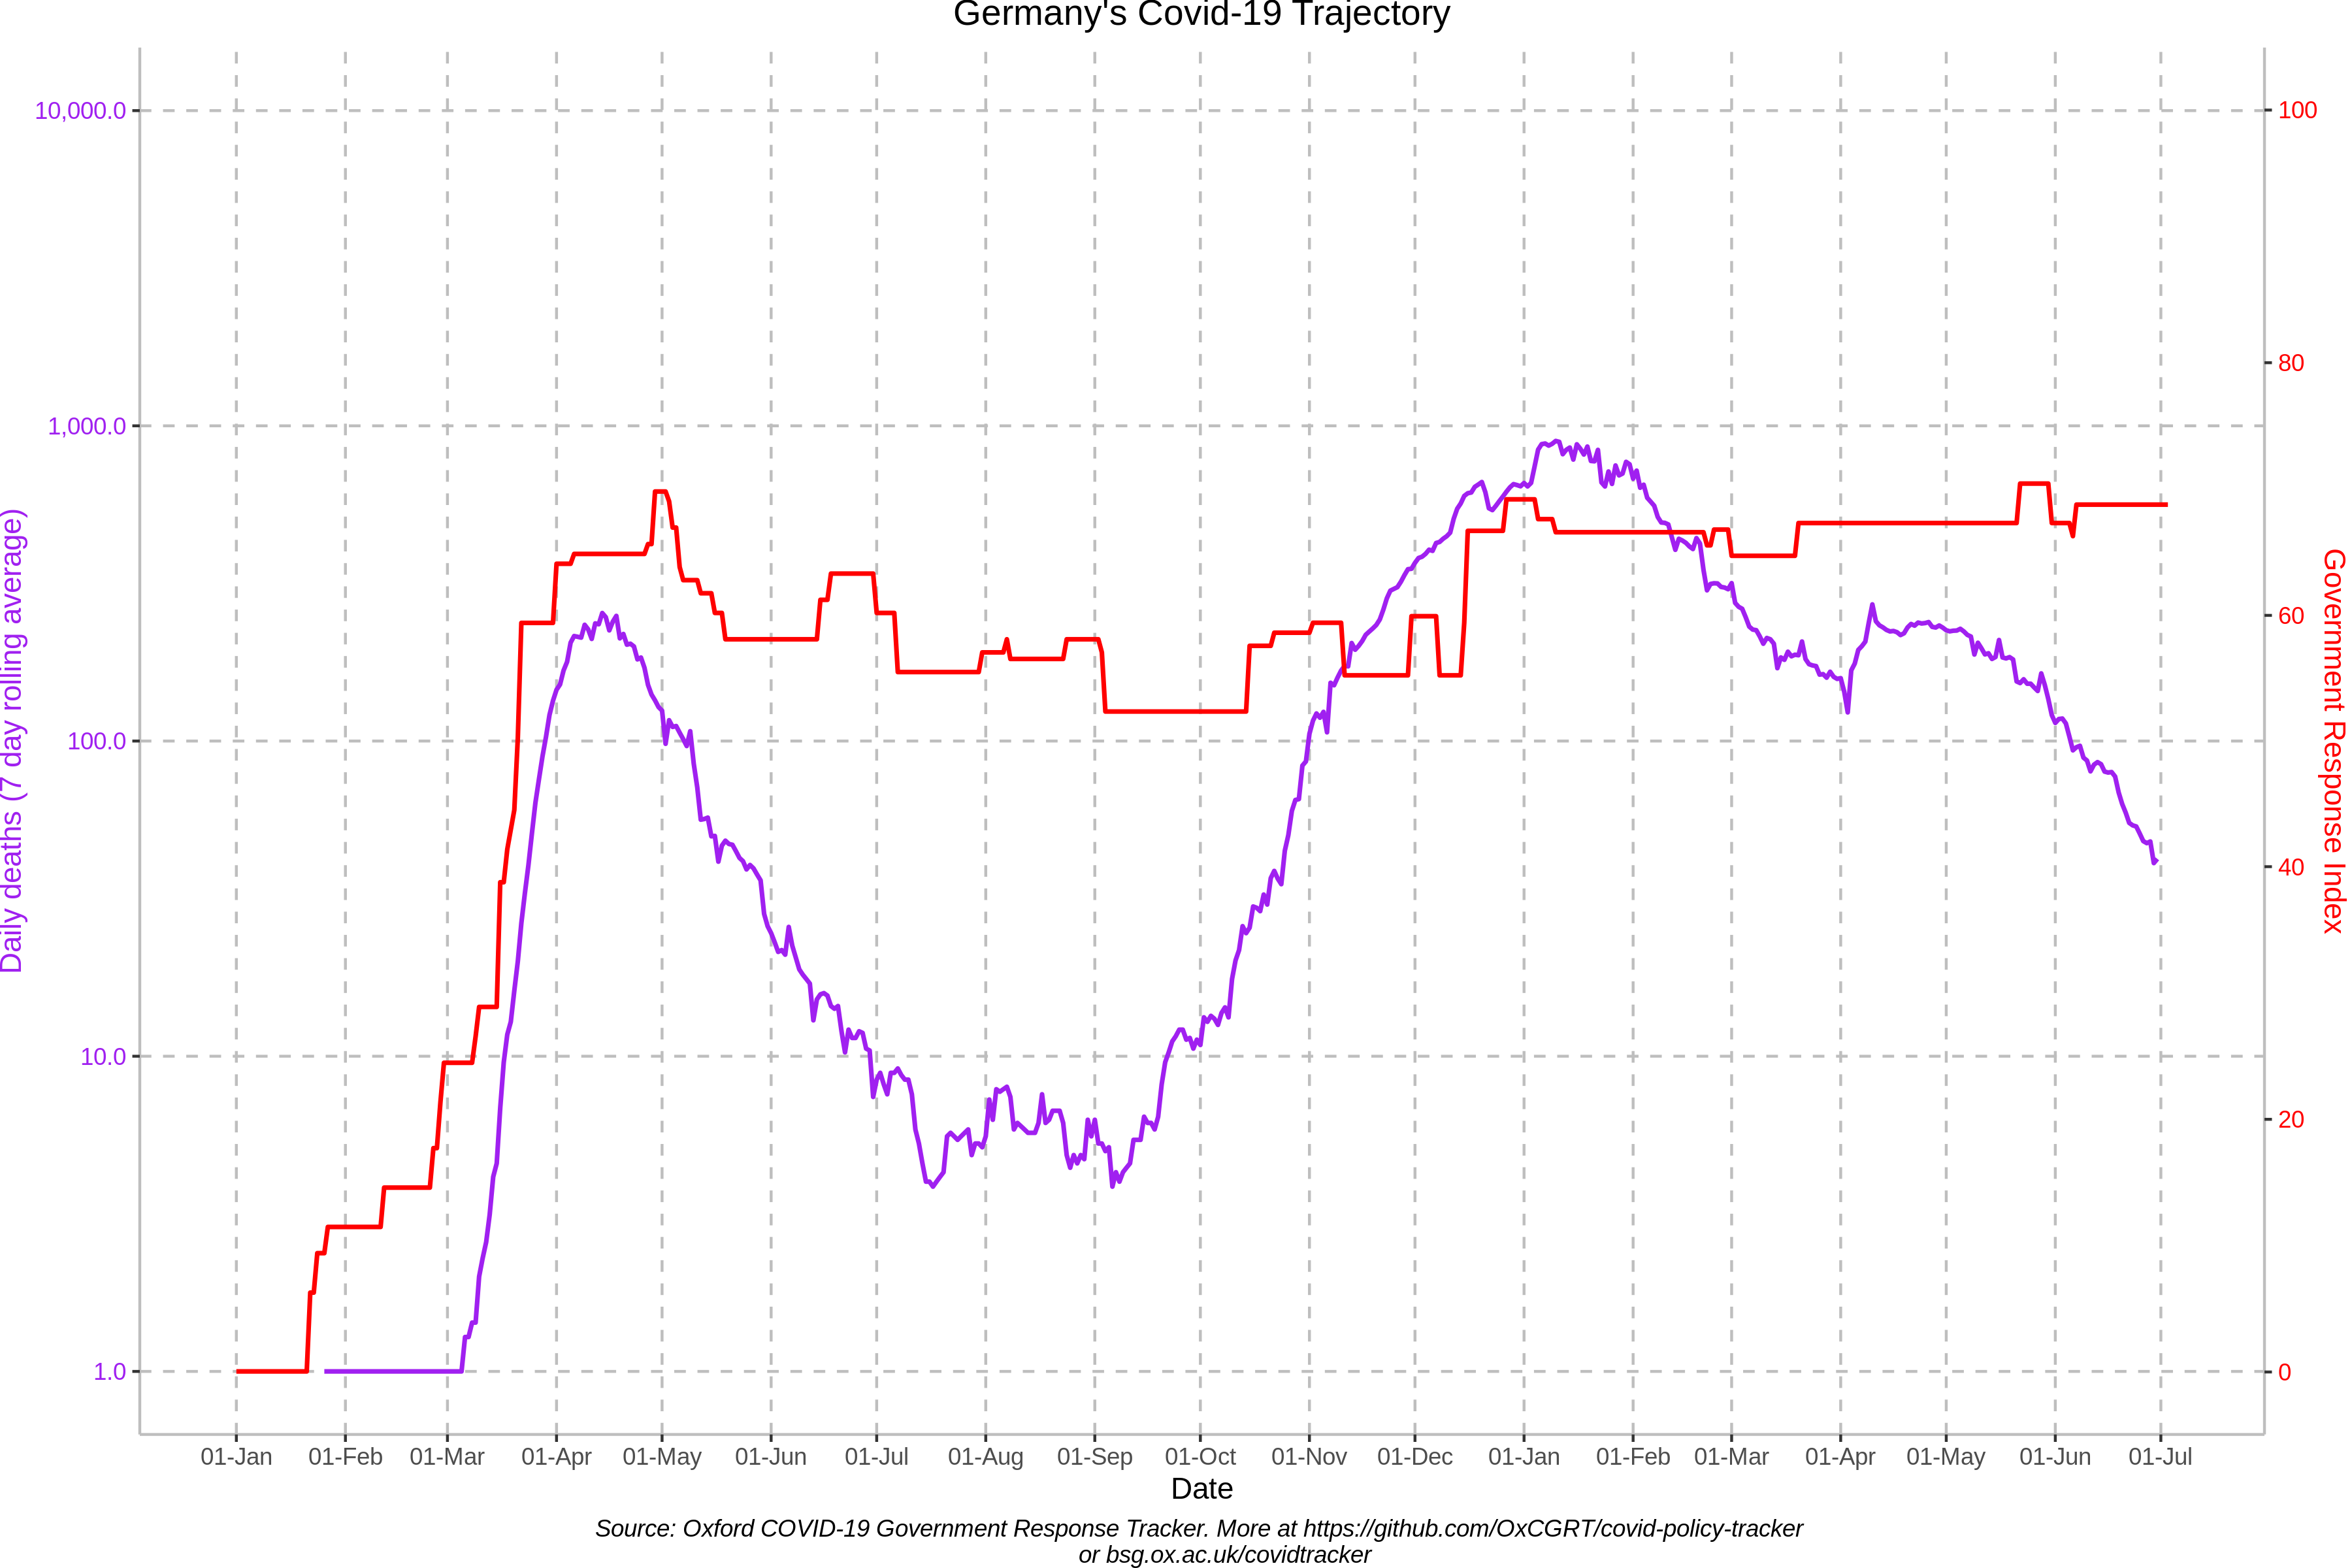 Germany's Covid-19 Trajectory
10,000.0
1,000.0
100.0
10.0
1.0
Daily deaths (7 day rolling average)
100
80
60
40
20
0
Government Response Index
01-Jan 01-Feb 01-Mar 01-Apr 01-May 01-Jun 01-Jul 01-Aug 01-Sep 01-Oct 01-Nov 01-Dec 01-Jan 01-Feb 01-Mar 01-Apr 01-May 01-Jun 01-Jul
Date
Source: Oxford COVID-19 Government Response Tracker. More at https://github.com/OxCGRT/covid-policy-tracker
or bsg.ox.ac.uk/covidtracker